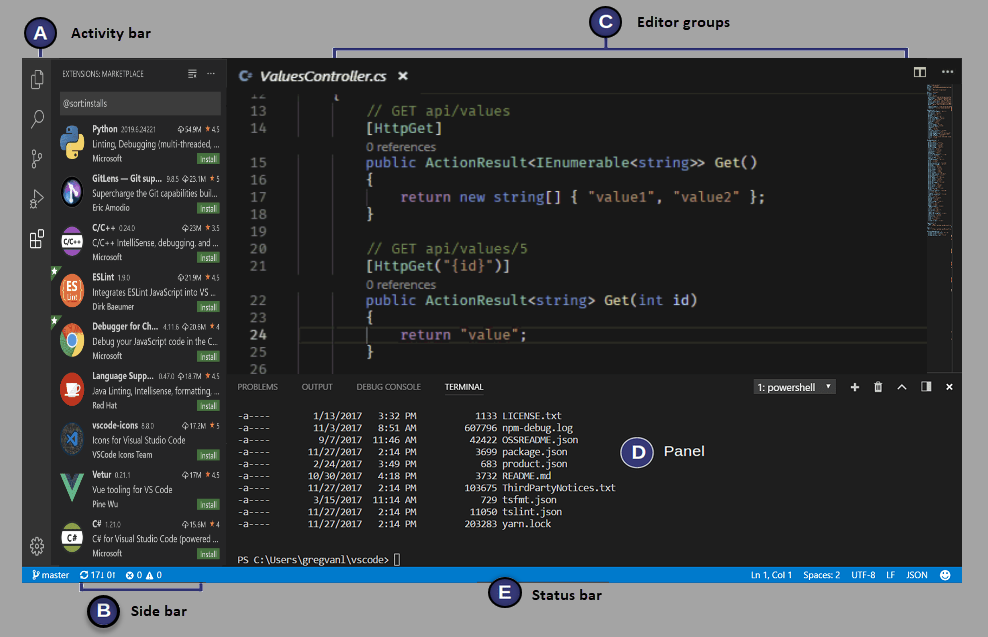 A Activity bar
C Editor groups
EXTENSIONS: MARKETPLACE
@sortinstalls
Python 2019.6.24221 54.9M 4.5
Linting, Debugging (multi-threaded, ...
Microsoft Install
GitLens — Git sup... 9.8.5 23.1M 5
Supercharge the Git capabilities buil...
Eric Amodio Install
C/C++ C/C++ 0.24.0 23M 3.5
C/C++ IntelliSense, debugging, and ...
Microsoft Install
ES Lint
ESLint 1.9.0 21.9M 4.5
Integrates ESLint JavaScript into VS ...
Dirk Baeumer Install
Debugger for Ch... 4.11.6 20.6M 4
Debug your JavaScript code in the C...
Microsoft Install
Language Supp... 0.47.0 18.7M 4.5
Java Linting, Intellisense, formatting, ...
Red Hat Install
vscode-icons 8.8.0 17.2M 5
Icons for Visual Studio Code
VSCode Icons Team Install
Vetur 0.21.1 17M 4.5
Vue tooling for VS Code
Pine Wu Install
C# C# 1.21.0 15.6M 4
C# for Visual Studio Code (powered ...
Microsoft Install
C# ValuesController.cs ×
12 {
13 // GET api/values
14 [HttpGet]
0 references
15 public ActionResult<IEnumerable<string>> Get()
16 {
17 return new string[] { "value1", "value2" };
18 }
19
20 // GET api/values/5
21 [HttpGet("{id}")]
0 references
22 public ActionResult<string> Get(int id)
23 {
24 return "value";
25 }
26
PROBLEMS OUTPUT DEBUG CONSOLE TERMINAL 1: powershell
-a---- 1/13/2017 3:32 PM 1133 LICENSE.txt
-a---- 11/3/2017 8:51 AM 607796 npm-debug.log
-a---- 9/7/2017 11:46 AM 42422 OSSREADME.json
-a---- 11/27/2017 2:14 PM 3699 package.json
-a---- 2/24/2017 3:49 PM 683 product.json
-a---- 10/30/2017 4:18 PM 3732 README.md
-a---- 11/27/2017 2:14 PM 103675 ThirdPartyNotices.txt
-a---- 3/15/2017 11:14 AM 729 tsfmt.json
-a---- 11/27/2017 2:14 PM 11050 tslint.json
-a---- 11/27/2017 2:14 PM 203283 yarn.lock
PS C:\Users\gregvanl\vscode>
D Panel
master 17↓ 0↑ 0 0 Ln 1, Col 1 Spaces: 2 UTF-8 LF JSON
B Side bar
E Status bar